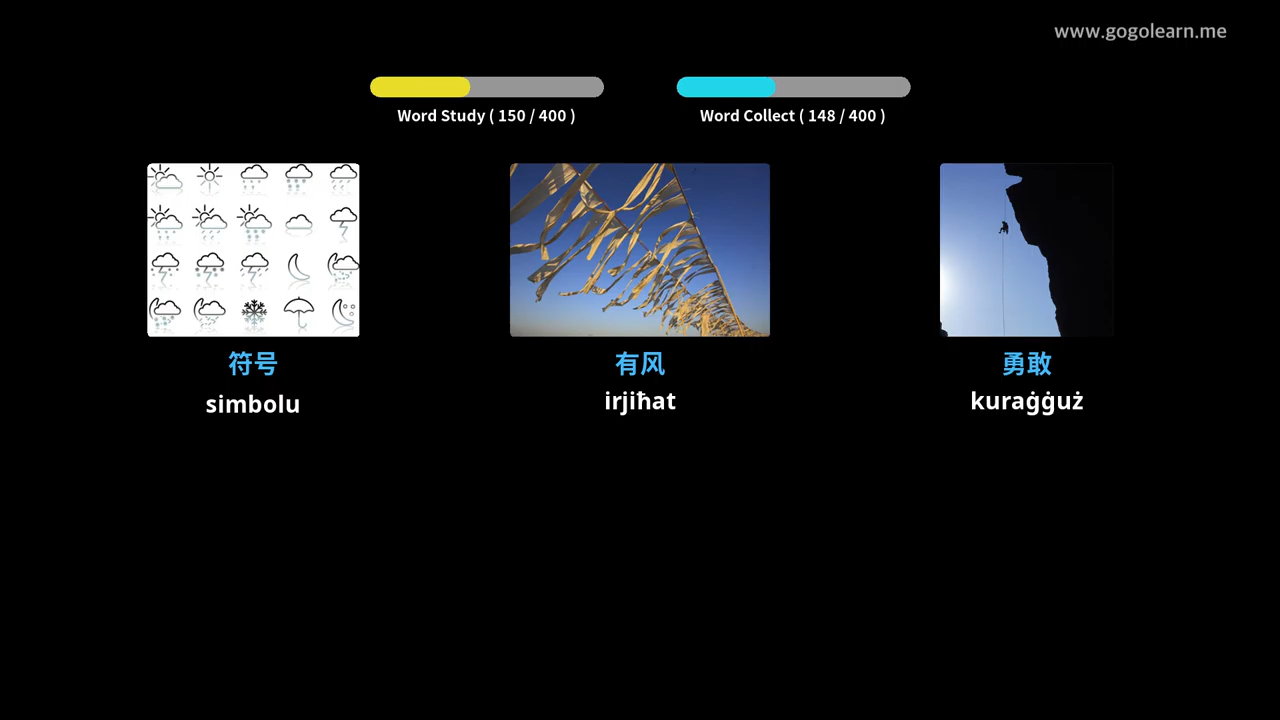 www.gogolearn.me
Word Study ( 150 / 400 )
Word Collect ( 148 / 400 )
符号
simbolu
有风
irjiħat
勇敢
kuraġġuż